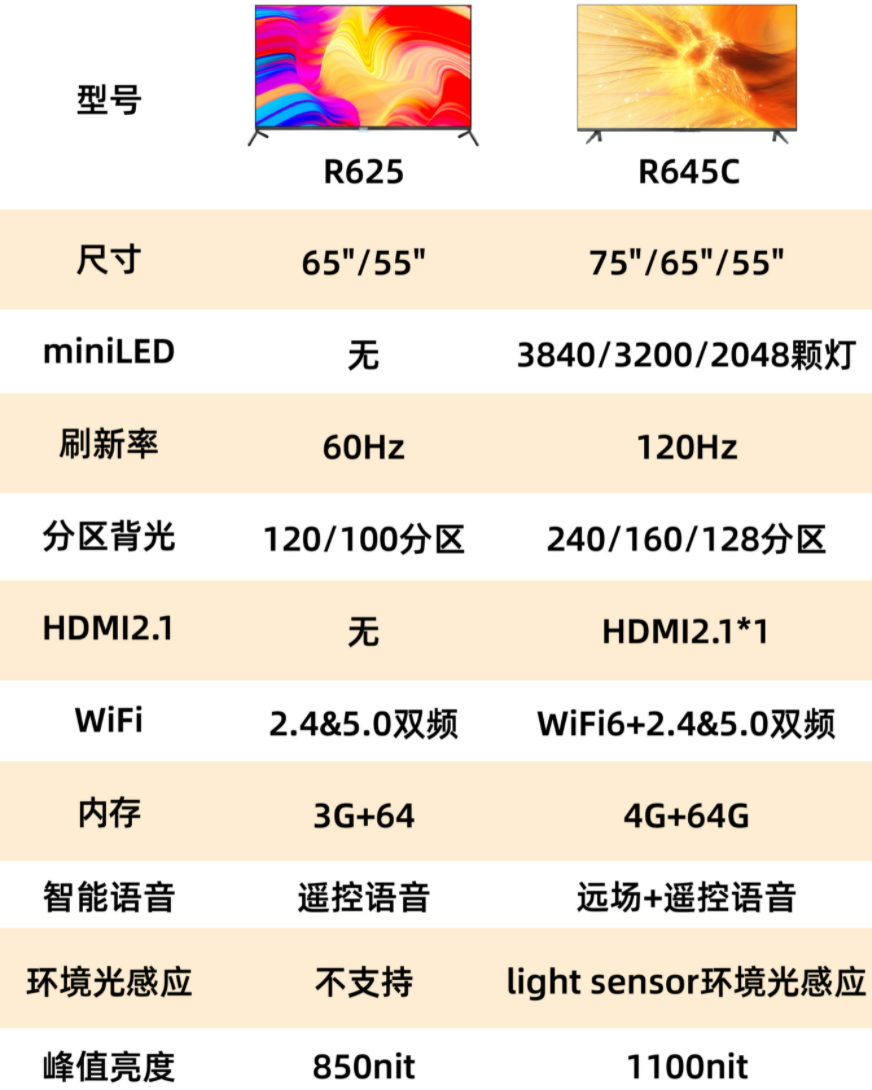 型号
R625 R645C
尺寸 65"/55" 75"/65"/55"
miniLED 无 3840/3200/2048颗灯
刷新率 60Hz 120Hz
分区背光 120/100分区 240/160/128分区
HDMI2.1 无 HDMI2.1*1
WiFi 2.4&5.0双频 WiFi6+2.4&5.0双频
内存 3G+64 4G+64G
智能语音 遥控语音 远场+遥控语音
环境光感应 不支持 light sensor环境光感应
峰值亮度 850nit 1100nit